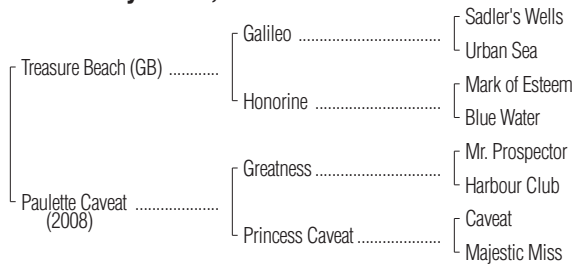 Sadler's Wells
Galileo ........................................
Urban Sea
Treasure Beach (GB) ............
Mark of Esteem
Honorine ....................................
Blue Water
Mr. Prospector
Greatness .....................................
Harbour Club
Paulette Caveat ....................
(2008)
Caveat
Princess Caveat .......................
Majestic Miss